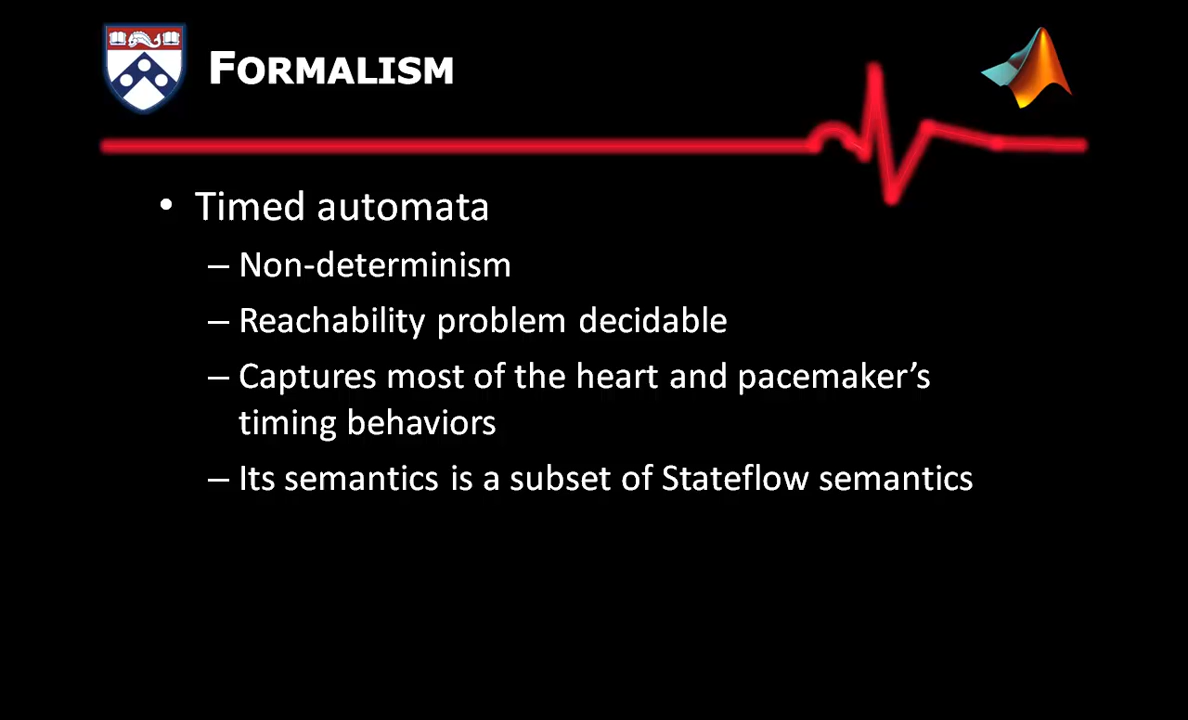 FORMALISM
• Timed automata
– Non-determinism
– Reachability problem decidable
– Captures most of the heart and pacemaker’s
timing behaviors
– Its semantics is a subset of Stateflow semantics